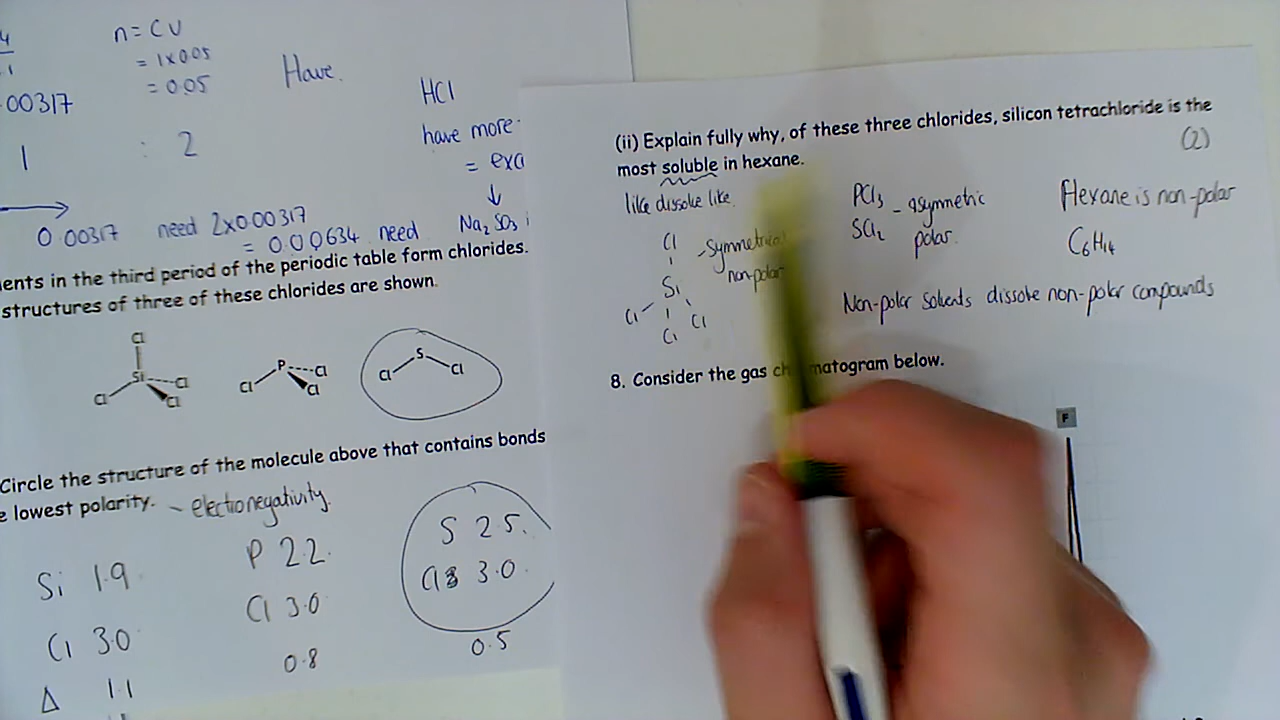 n = CV
= 1 x 0.05
= 0.05
Have.
.00317
1 : 2
HCl
have more
= exc
Na2SO3 i
0.00317 need 2x0.00317
= 0.00634 need
ents in the third period of the periodic table form chlorides.
structures of three of these chlorides are shown.
Cl
Si Cl
Cl Cl
P Cl
Cl Cl
S
Cl Cl
Circle the structure of the molecule above that contains bonds
e lowest polarity. - electronegativity.
Si 1.9
Cl 3.0
Δ 1.1
P 2.2
Cl 3.0
0.8
S 2.5.
Cl 3.0
0.5
(ii) Explain fully why, of these three chlorides, silicon tetrachloride is the
most soluble in hexane.
(2)
like dissolve like.
Cl - Symmetrical
non-polar
Si
Cl Cl
Cl
PCl3 - asymmetric
SCl2 polar.
Hexane is non-polar
C6H14
Non-polar solvents dissolve non-polar compounds
8. Consider the gas chromatogram below.
F